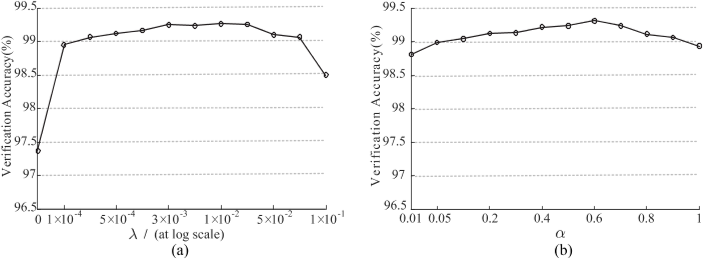 99.5
99
98.5
98
97.5
97
96.5
Verification Accuracy(%)
0 1×10⁻⁴ 5×10⁻⁴ 3×10⁻³ 1×10⁻² 5×10⁻² 1×10⁻¹
λ / (at log scale)
(a)
99.5
99
98.5
98
97.5
97
96.5
Verification Accuracy(%)
0.01 0.05 0.2 0.4 0.6 0.8 1
α
(b)